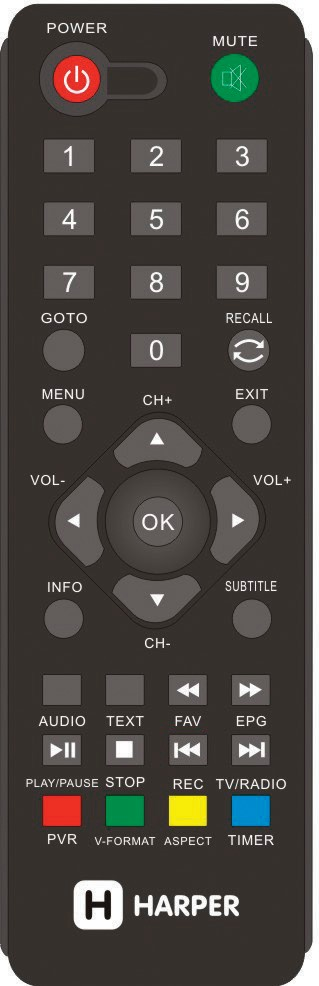 POWER
MUTE
1 2 3
4 5 6
7 8 9
GOTO 0 RECALL
MENU CH+ EXIT
VOL- OK VOL+
INFO CH- SUBTITLE
AUDIO TEXT FAV EPG
PLAY/PAUSE STOP REC TV/RADIO
PVR V-FORMAT ASPECT TIMER
H HARPER